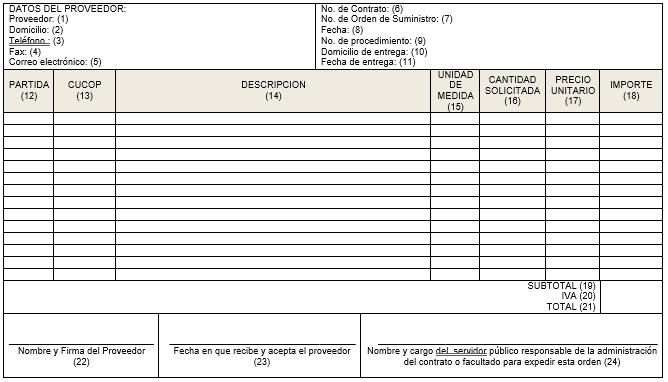 DATOS DEL PROVEEDOR:
Proveedor: (1)
Domicilio: (2)
Teléfono : (3)
Fax: (4)
Correo electrónico: (5)
No. de Contrato: (6)
No. de Orden de Suministro: (7)
Fecha: (8)
No. de procedimiento: (9)
Domicilio de entrega: (10)
Fecha de entrega: (11)
PARTIDA
(12)
CUCOP
(13)
DESCRIPCION
(14)
UNIDAD
DE
MEDIDA
(15)
CANTIDAD
SOLICITADA
(16)
PRECIO
UNITARIO
(17)
IMPORTE
(18)
SUBTOTAL (19)
IVA (20)
TOTAL (21)
Nombre y Firma del Proveedor
(22)
Fecha en que recibe y acepta el proveedor
(23)
Nombre y cargo del servidor público responsable de la administración
del contrato o facultado para expedir esta orden (24)